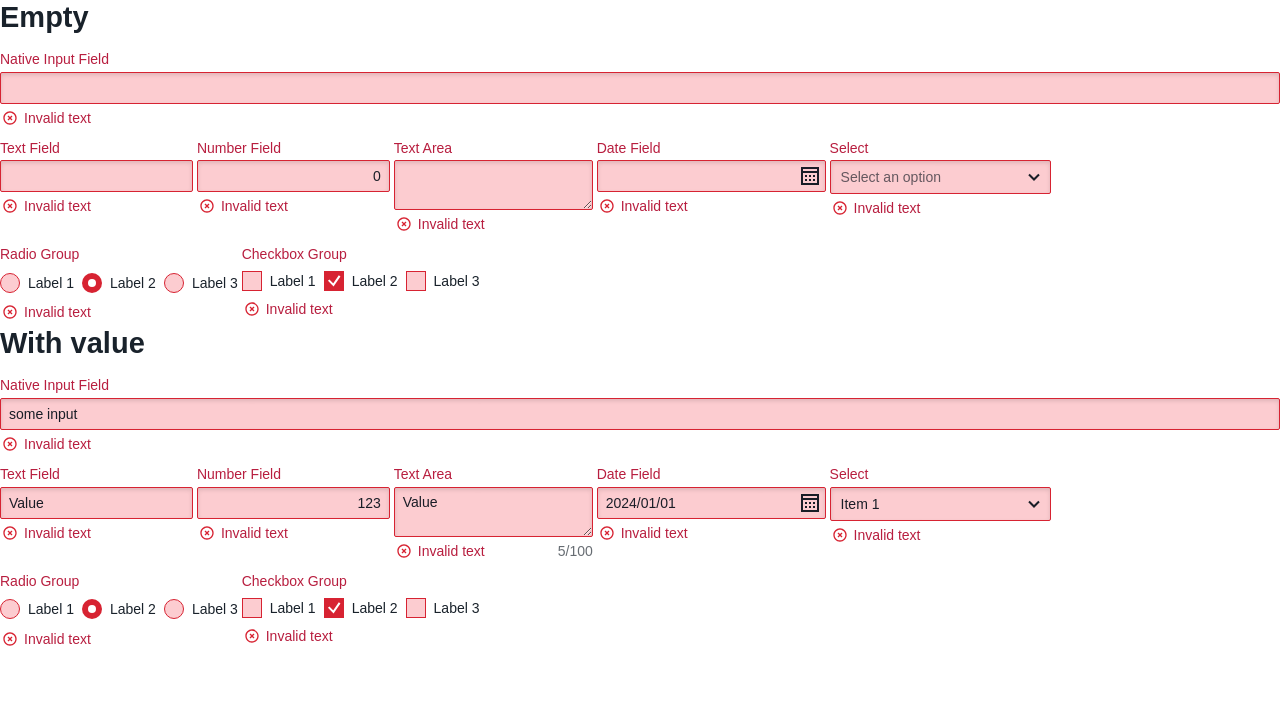 Empty
Native Input Field
Invalid text
Text Field Number Field Text Area Date Field Select
0 Select an option
Invalid text Invalid text Invalid text Invalid text Invalid text
Radio Group Checkbox Group
Label 1 Label 2 Label 3 Label 1 Label 2 Label 3
Invalid text Invalid text
With value
Native Input Field
some input
Invalid text
Text Field Number Field Text Area Date Field Select
Value 123 Value 2024/01/01 Item 1
Invalid text Invalid text Invalid text 5/100 Invalid text Invalid text
Radio Group Checkbox Group
Label 1 Label 2 Label 3 Label 1 Label 2 Label 3
Invalid text Invalid text